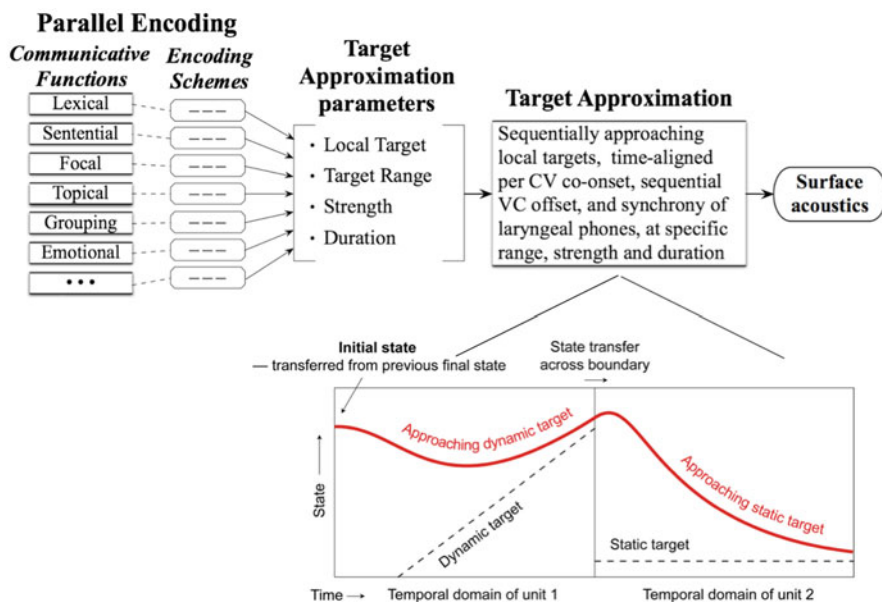 Parallel Encoding
Communicative
Functions
Encoding
Schemes
Lexical
Sentential
Focal
Topical
Grouping
Emotional
• • •
– – –
– – –
– – –
– – –
– – –
– – –
– – –
Target
Approximation
parameters
· Local Target
· Target Range
· Strength
· Duration
Target Approximation
Sequentially approaching
local targets, time-aligned
per CV co-onset, sequential
VC offset, and synchrony of
laryngeal phones, at specific
range, strength and duration
Surface
acoustics
Initial state
— transferred from previous final state
State transfer
across boundary
Approaching dynamic target
Approaching static target
Dynamic target
Static target
State
Time
Temporal domain of unit 1
Temporal domain of unit 2